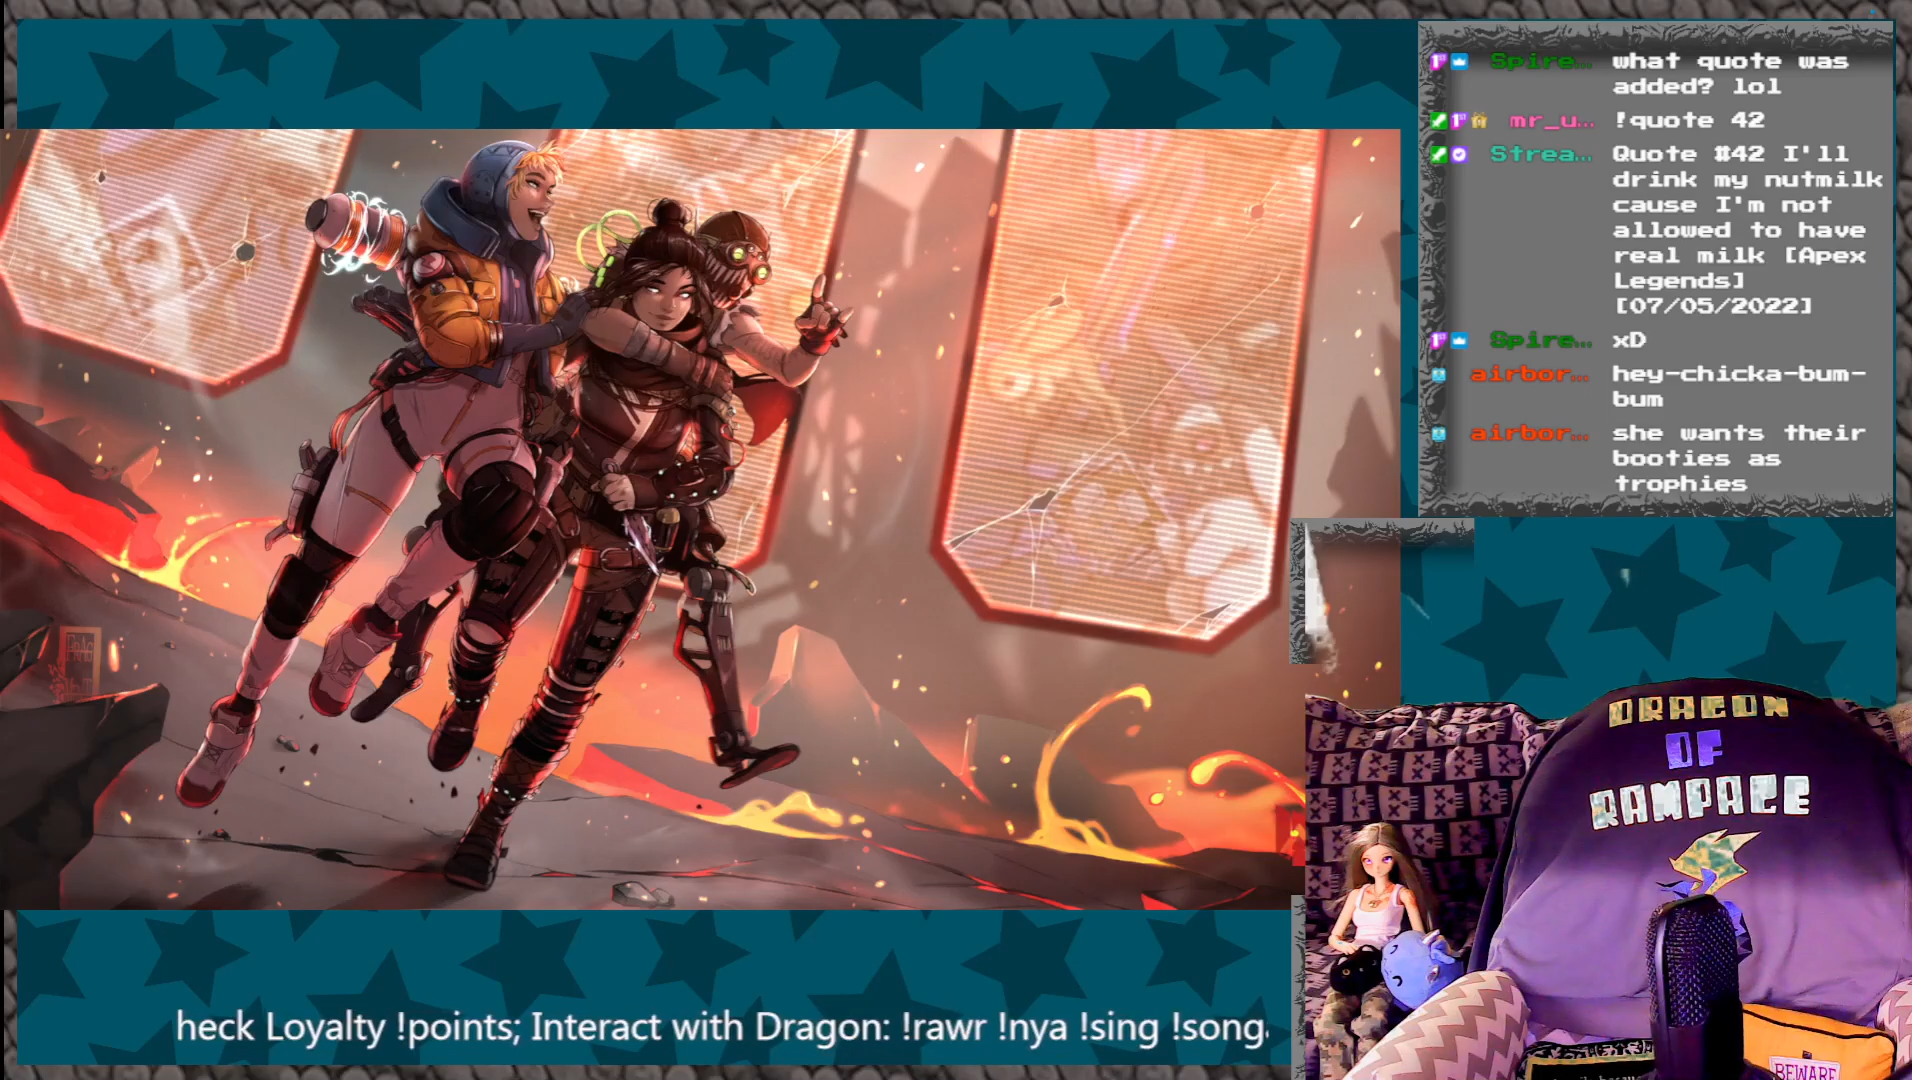 Spire... what quote was
added? lol
mr_u... !quote 42
Strea... Quote #42 I'll
drink my nutmilk
cause I'm not
allowed to have
real milk [Apex
Legends]
[07/05/2022]
Spire... xD
airbor... hey-chicka-bum-
bum
airbor... she wants their
booties as
trophies
DRAGON
OF
RAMPAGE
BEWARE
heck Loyalty !points; Interact with Dragon: !rawr !nya !sing !song